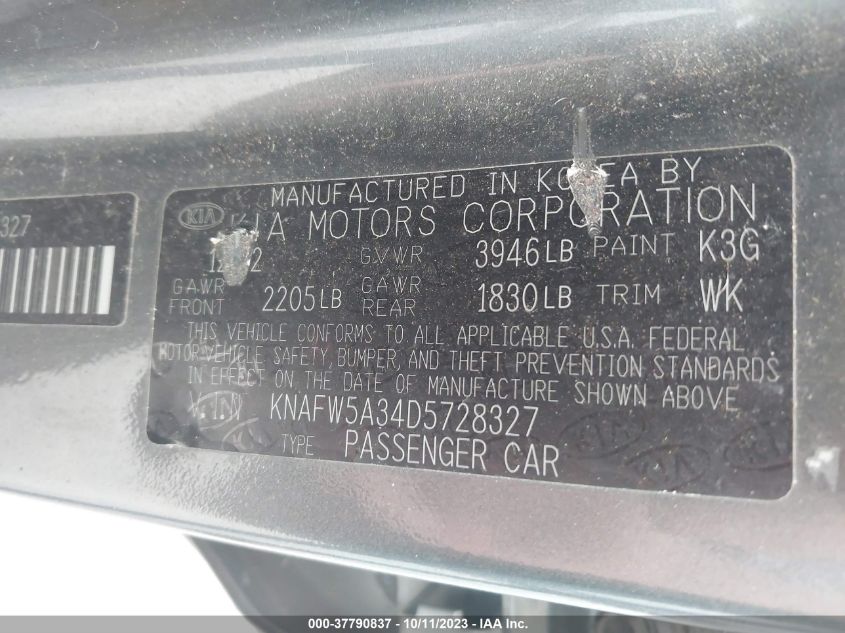 327
MANUFACTURED IN KOREA BY
KIA KIA MOTORS CORPORATION
GVWR 3946LB PAINT K3G
GAWR FRONT 2205LB GAWR REAR 1830LB TRIM WK
THIS VEHICLE CONFORMS TO ALL APPLICABLE U.S.A. FEDERAL
MOTOR VEHICLE SAFETY, BUMPER, AND THEFT PREVENTION STANDARDS
IN EFFECT ON THE DATE OF MANUFACTURE SHOWN ABOVE
V.I.N KNAFW5A34D5728327
TYPE PASSENGER CAR
000-37790837 - 10/11/2023 - IAA Inc.